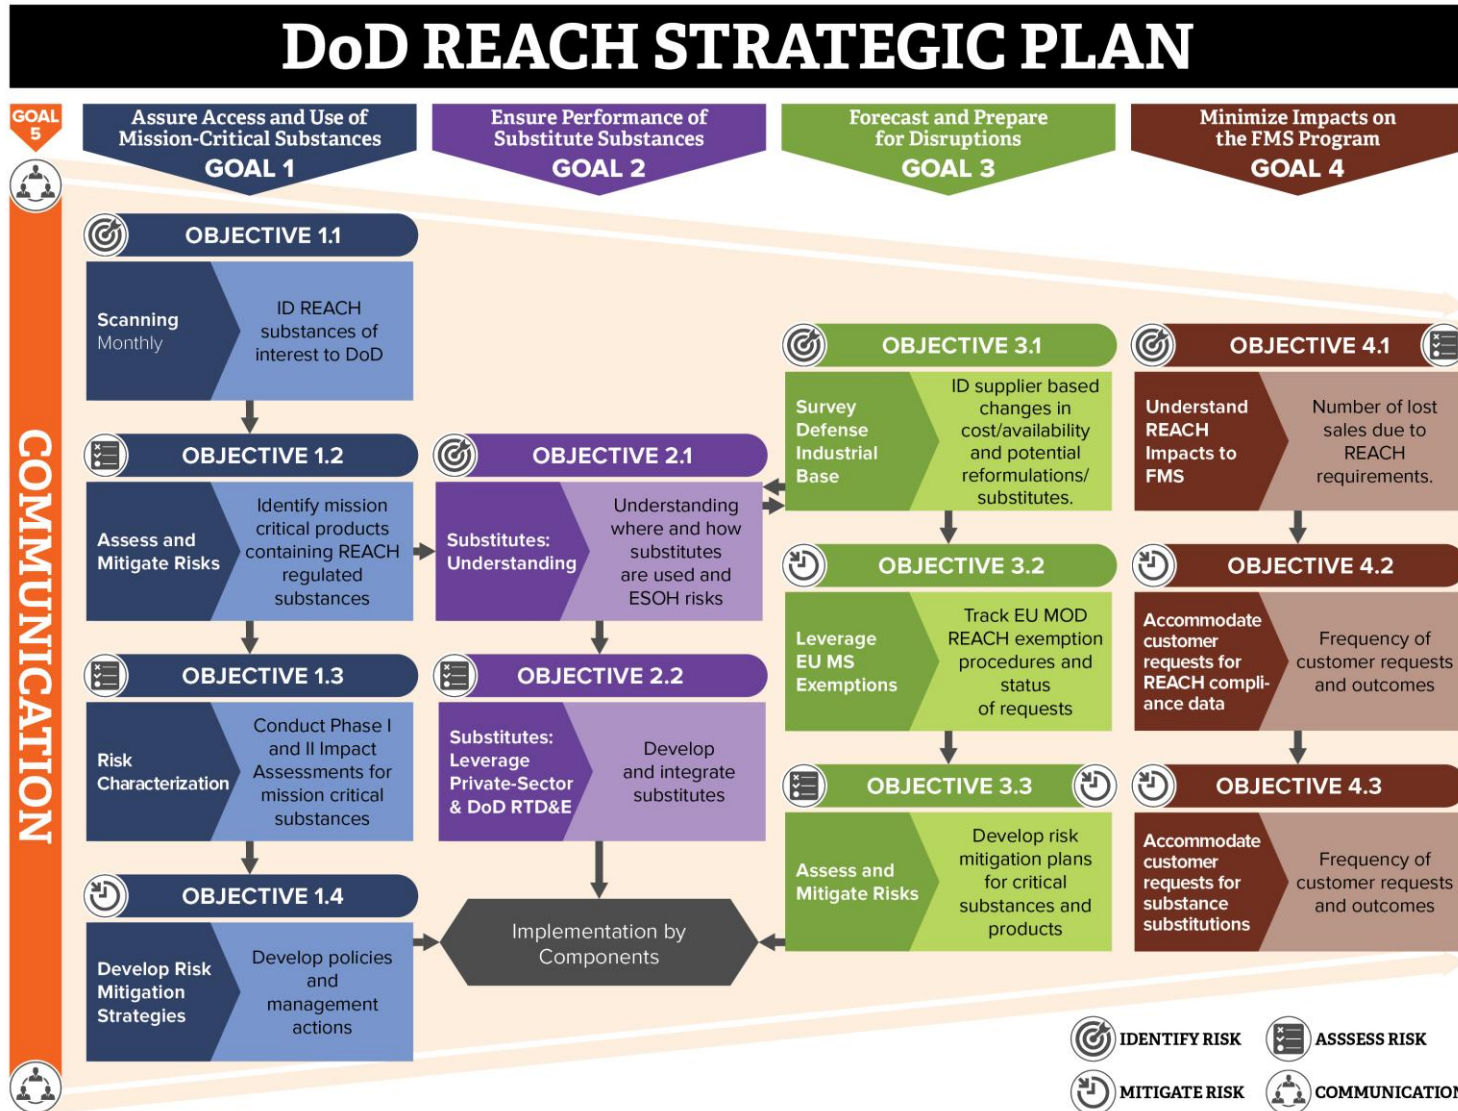 DoD REACH STRATEGIC PLAN
GOAL
5
COMMUNICATION
Assure Access and Use of
Mission-Critical Substances
GOAL 1
OBJECTIVE 1.1
Scanning
Monthly
ID REACH
substances of
interest to DoD
OBJECTIVE 1.2
Assess and
Mitigate Risks
Identify mission
critical products
containing REACH
regulated
substances
OBJECTIVE 1.3
Risk
Characterization
Conduct Phase I
and II Impact
Assessments for
mission critical
substances
OBJECTIVE 1.4
Develop Risk
Mitigation
Strategies
Develop policies
and
management
actions
Ensure Performance of
Substitute Substances
GOAL 2
OBJECTIVE 2.1
Substitutes:
Understanding
Understanding
where and how
substitutes
are used and
ESOH risks
OBJECTIVE 2.2
Substitutes:
Leverage
Private-Sector
& DoD RTD&E
Develop
and integrate
substitutes
Implementation by
Components
Forecast and Prepare
for Disruptions
GOAL 3
OBJECTIVE 3.1
Survey
Defense
Industrial
Base
ID supplier based
changes in
cost/availability
and potential
reformulations/
substitutes.
OBJECTIVE 3.2
Leverage
EU MS
Exemptions
Track EU MOD
REACH exemption
procedures and
status
of requests
OBJECTIVE 3.3
Assess and
Mitigate Risks
Develop risk
mitigation plans
for critical
substances and
products
Minimize Impacts on
the FMS Program
GOAL 4
OBJECTIVE 4.1
Understand
REACH
Impacts to
FMS
Number of lost
sales due to
REACH
requirements.
OBJECTIVE 4.2
Accommodate
customer
requests for
REACH compli-
ance data
Frequency of
customer requests
and outcomes
OBJECTIVE 4.3
Accommodate
customer
requests for
substance
substitutions
Frequency of
customer requests
and outcomes
IDENTIFY RISK
ASSSESS RISK
MITIGATE RISK
COMMUNICATION